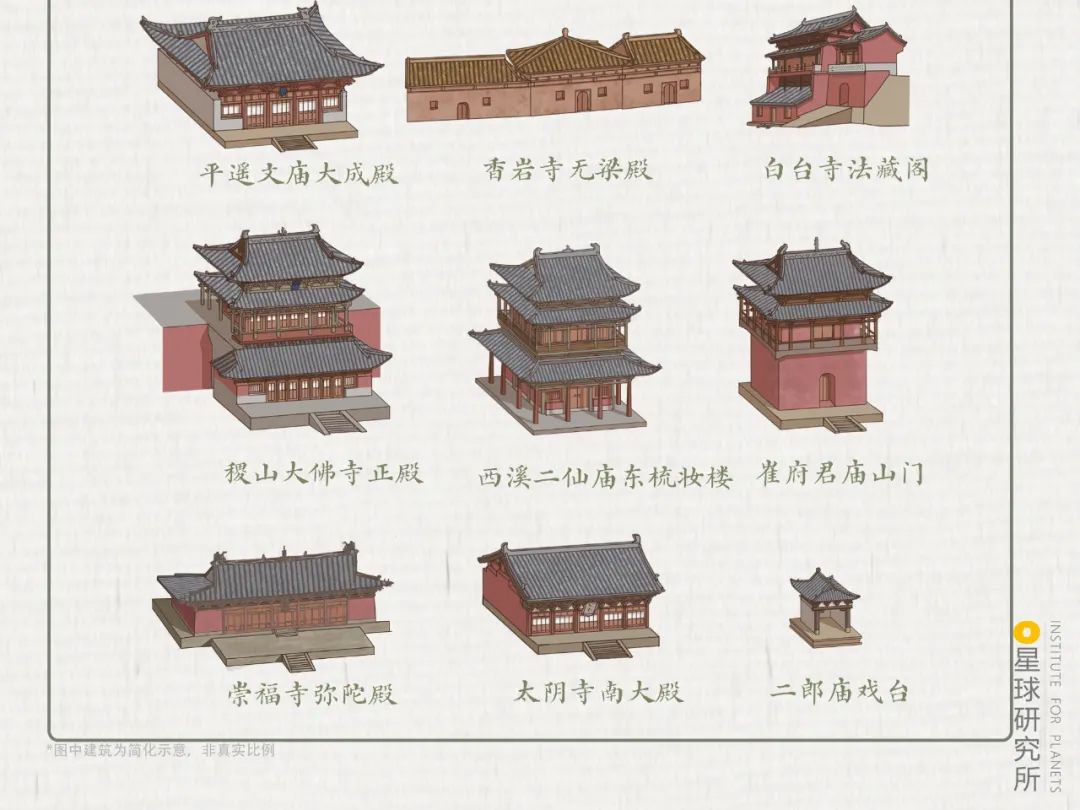 平遥文庙大成殿
香岩寺无梁殿
白台寺法藏阁
稷山大佛寺正殿
西溪二仙庙东梳妆楼
崔府君庙山门
崇福寺弥陀殿
太阴寺南大殿
二郎庙戏台
*图中建筑为简化示意，非真实比例
星球研究所
INSTITUTE FOR PLANETS